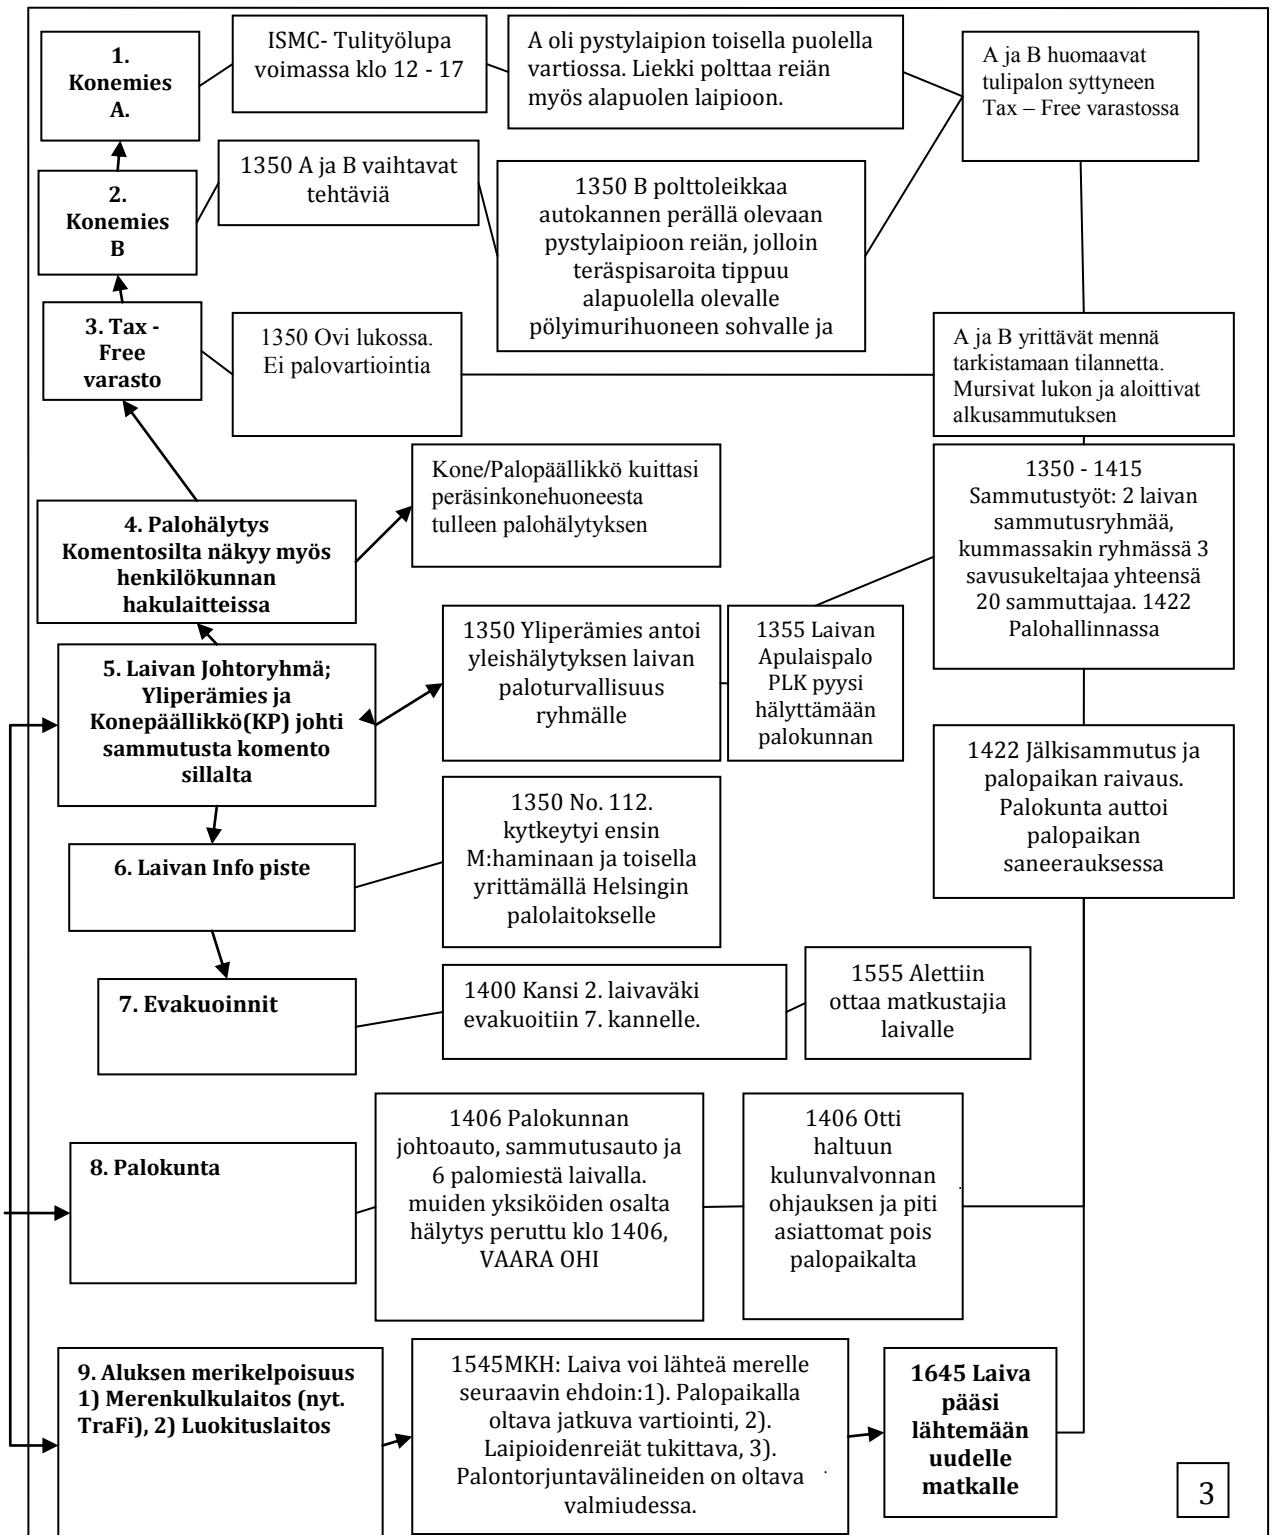 1.
Konemies
A.
ISMC- Tulityölupa
voimassa klo 12 - 17
A oli pystylaipion toisella puolella
vartiossa. Liekki polttaa reiän
myös alapuolen laipioon.
A ja B huomaavat
tulipalon syttyneen
Tax – Free varastossa
2.
Konemies
B
1350 A ja B vaihtavat
tehtäviä
1350 B polttoleikkaa
autokannen perällä olevaan
pystylaipioon reiän, jolloin
teräspisaroita tippuu
alapuolella olevalle
pölyimurihuoneen sohvalle ja
3. Tax -
Free
varasto
1350 Ovi lukossa.
Ei palovartiointia
A ja B yrittävät mennä
tarkistamaan tilannetta.
Mursivat lukon ja aloittivat
alkusammutuksen
4. Palohälytys
Komentosilta näkyy myös
henkilökunnan
hakulaitteissa
Kone/Palopäällikkö kuittasi
peräsinkonehuoneesta
tulleen palohälytyksen
1350 - 1415
Sammutustyöt: 2 laivan
sammutusryhmää,
kummassakin ryhmässä 3
savusukeltajaa yhteensä
20 sammuttajaa. 1422
Palohallinnassa
5. Laivan Johtoryhmä;
Yliperämies ja
Konepäällikkö(KP) johti
sammutusta komento
sillalta
1350 Yliperämies antoi
yleishälytyksen laivan
paloturvallisuus
ryhmälle
1355 Laivan
Apulaispalo
PLK pyysi
hälyttämään
palokunnan
1422 Jälkisammutus ja
palopaikan raivaus.
Palokunta auttoi
palopaikan
saneerauksessa
6. Laivan Info piste
1350 No. 112.
kytkeytyi ensin
M:haminaan ja toisella
yrittämällä Helsingin
palolaitokselle
7. Evakuoinnit
1400 Kansi 2. laivaväki
evakuoitiin 7. kannelle.
1555 Alettiin
ottaa matkustajia
laivalle
8. Palokunta
1406 Palokunnan
johtoauto, sammutusauto ja
6 palomiestä laivalla.
muiden yksiköiden osalta
hälytys peruttu klo 1406,
VAARA OHI
1406 Otti
haltuun
kulunvalvonnan
ohjauksen ja piti
asiattomat pois
palopaikalta
9. Aluksen merikelpoisuus
1) Merenkulkulaitos (nyt.
TraFi), 2) Luokituslaitos
1545MKH: Laiva voi lähteä merelle
seuraavin ehdoin:1). Palopaikalla
oltava jatkuva vartiointi, 2).
Laipioidenreiät tukittava, 3).
Palontorjuntavälineiden on oltava
valmiudessa.
1645 Laiva
pääsi
lähtemään
uudelle
matkalle
3